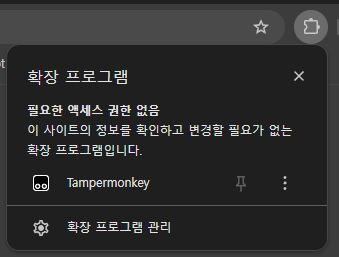 ot
확장 프로그램
필요한 액세스 권한 없음
이 사이트의 정보를 확인하고 변경할 필요가 없는
확장 프로그램입니다.
Tampermonkey
확장 프로그램 관리